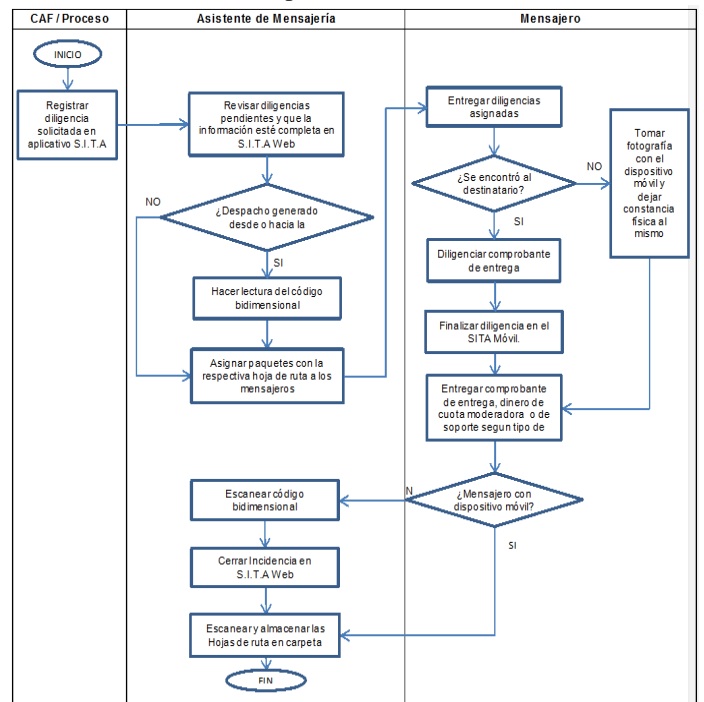 CAF / Proceso
Asistente de Mensajería
Mensajero
INICIO
Registrar
diligencia
solicitada en
aplicativo S.I.T.A
Revisar diligencias
pendientes y que la
información esté completa en
S.I.T.A Web
NO
¿Despacho generado
desde o hacia la
SI
Hacer lectura del código
bidimensional
Asignar paquetes con la
respectiva hoja de ruta a los
mensajeros
Entregar diligencias
asignadas
¿Se encontró al
destinatario?
NO
Tomar
fotografía
con el
dispositivo
móvil y
dejar
constancia
física al
mismo
SI
Diligenciar comprobante
de entrega
Finalizar diligencia en el
SITA Móvil.
Entregar comprobante
de entrega, dinero de
cuota moderadora o de
soporte segun tipo de
¿Mensajero con
dispositivo móvil?
N
SI
Escanear código
bidimensional
Cerrar Incidencia en
S.I.T.A Web
Escanear y almacenar las
Hojas de ruta en carpeta
FIN